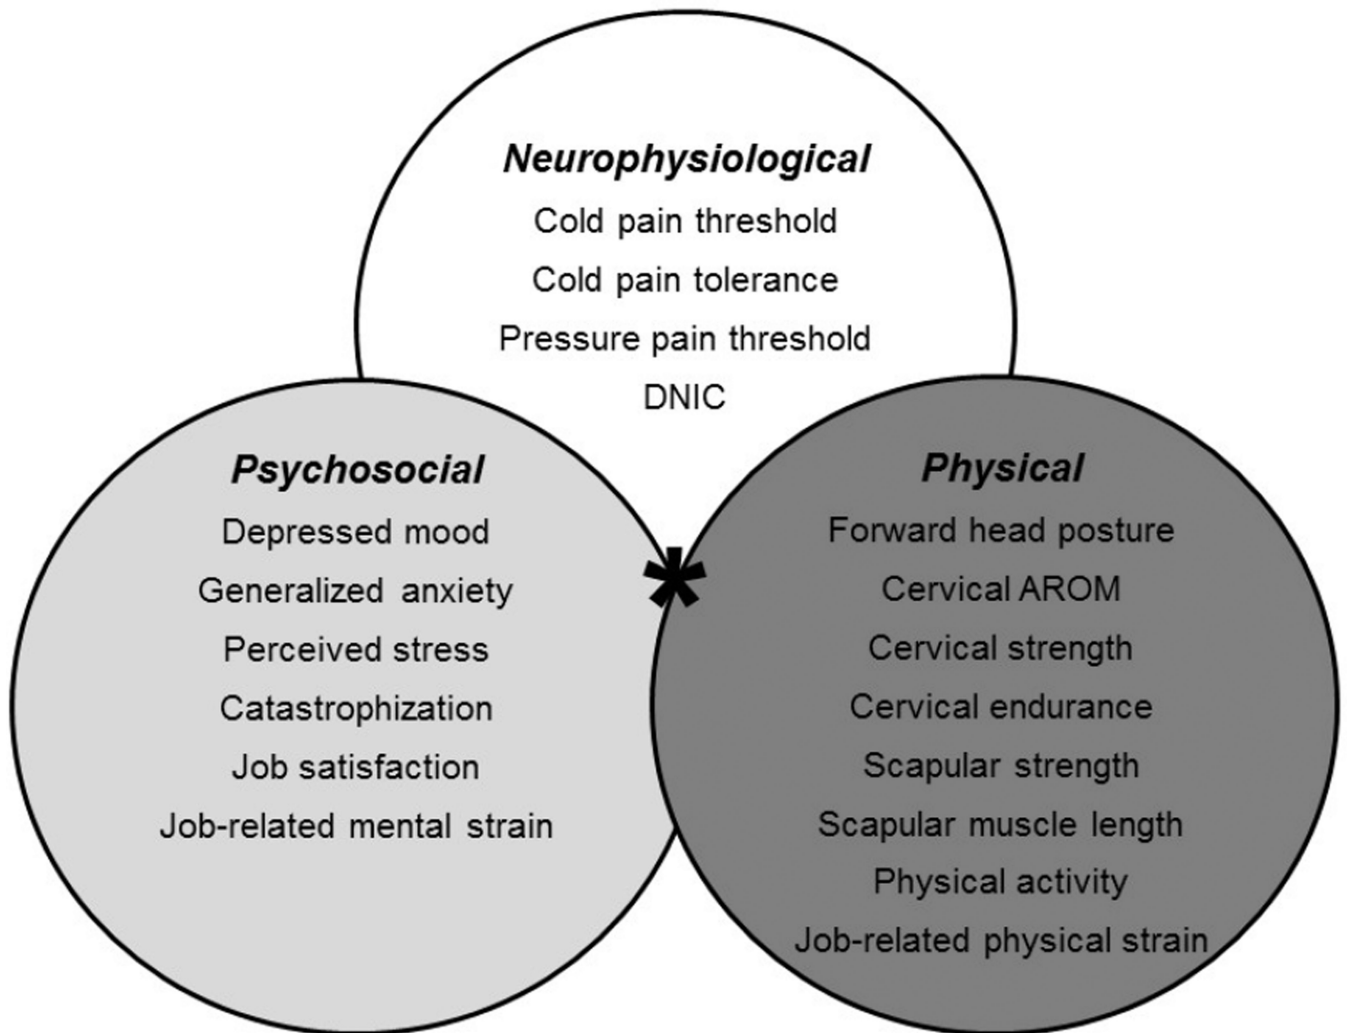 Neurophysiological
Cold pain threshold
Cold pain tolerance
Pressure pain threshold
DNIC
Psychosocial
Depressed mood
Generalized anxiety
Perceived stress
Catastrophization
Job satisfaction
Job-related mental strain
*
Physical
Forward head posture
Cervical AROM
Cervical strength
Cervical endurance
Scapular strength
Scapular muscle length
Physical activity
Job-related physical strain